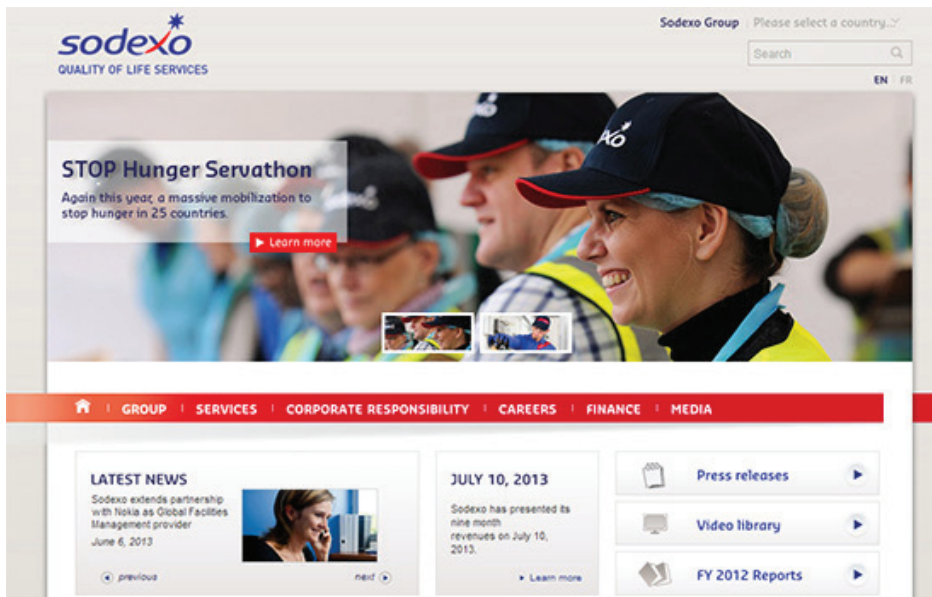 sodexo
QUALITY OF LIFE SERVICES
Sodexo Group Please select a country...
Search
EN FR
STOP Hunger Servathon
Again this year, a massive mobilization to
stop hunger in 25 countries.
Learn more
GROUP SERVICES CORPORATE RESPONSIBILITY CAREERS FINANCE MEDIA
LATEST NEWS
Sodexo extends partnership
with Nokia as Global Facilities
Management provider
June 6, 2013
previous next
JULY 10, 2013
Sodexo has presented its
nine month
revenues on July 10,
2013.
Learn more
Press releases
Video library
FY 2012 Reports